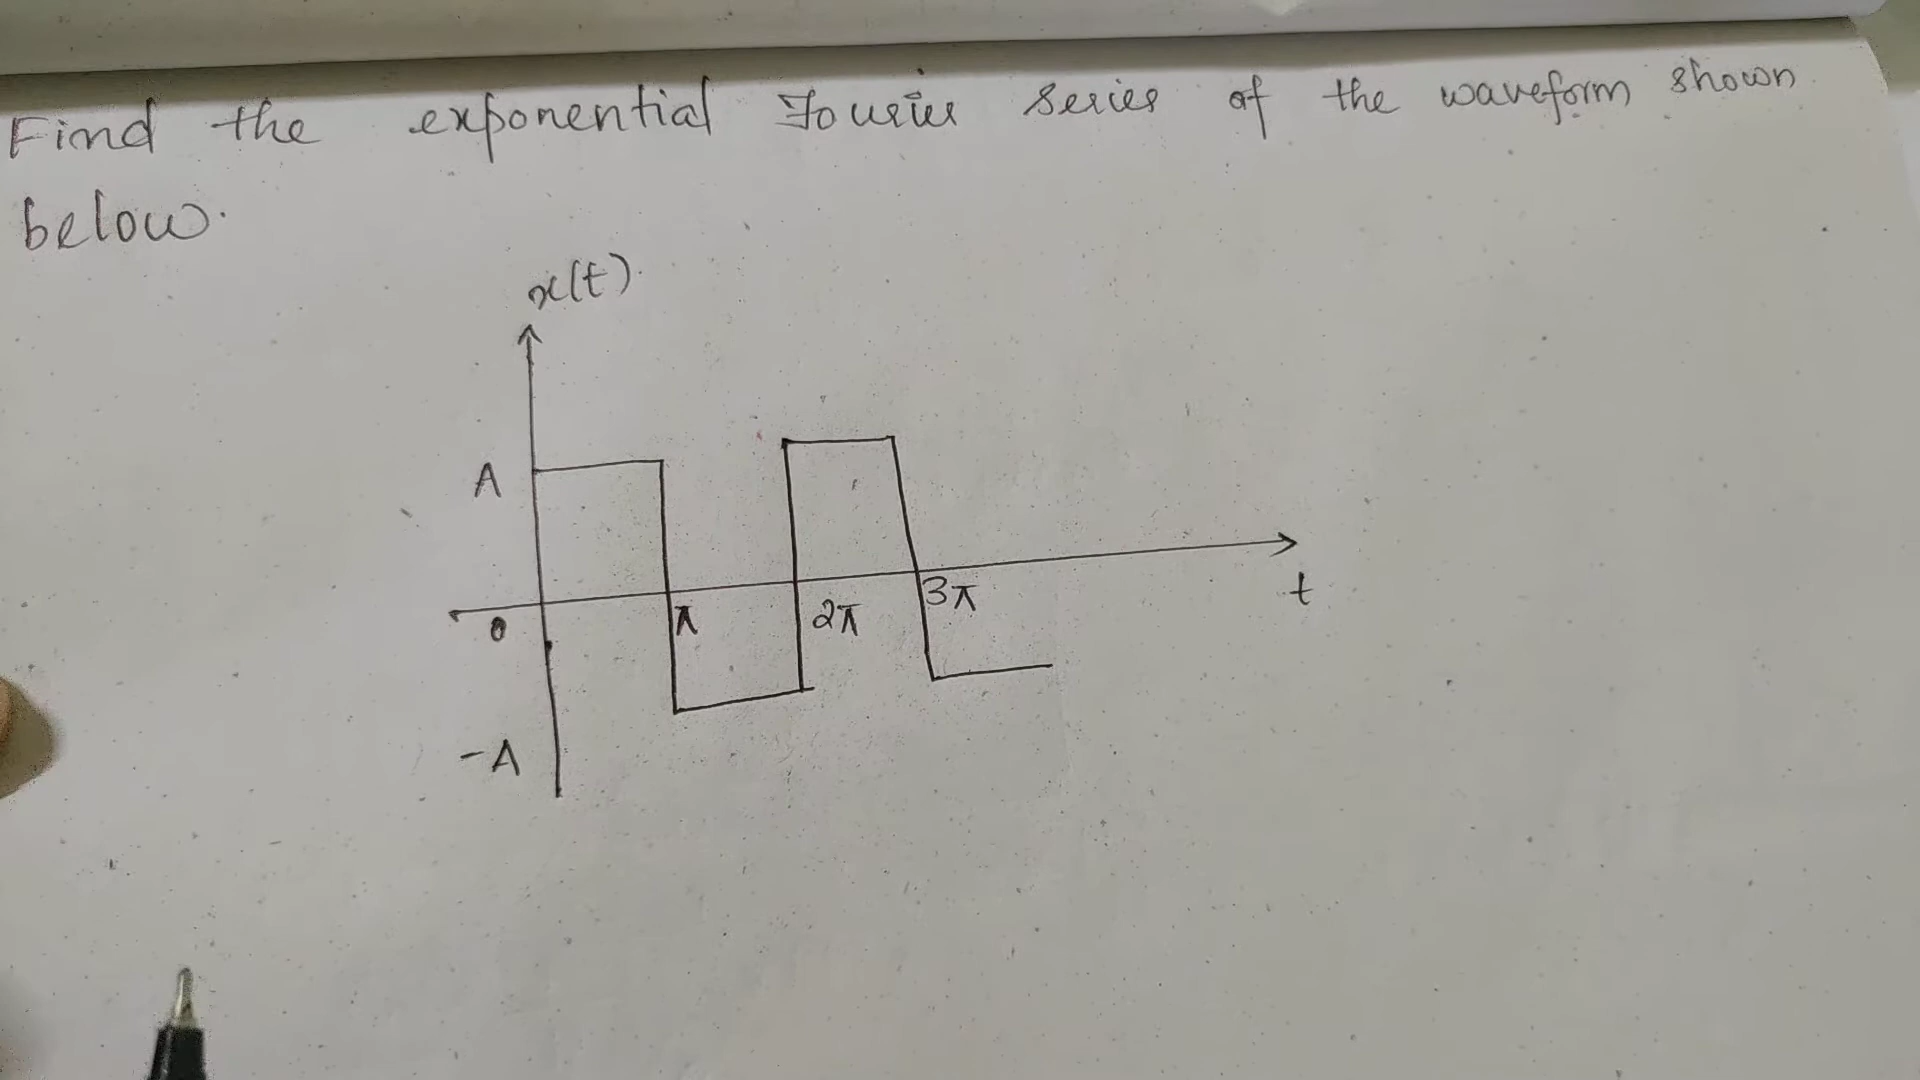 Find the exponential Fourier series of the waveform shown
below.
x(t)
A
0
π
2π
3π
t
-A